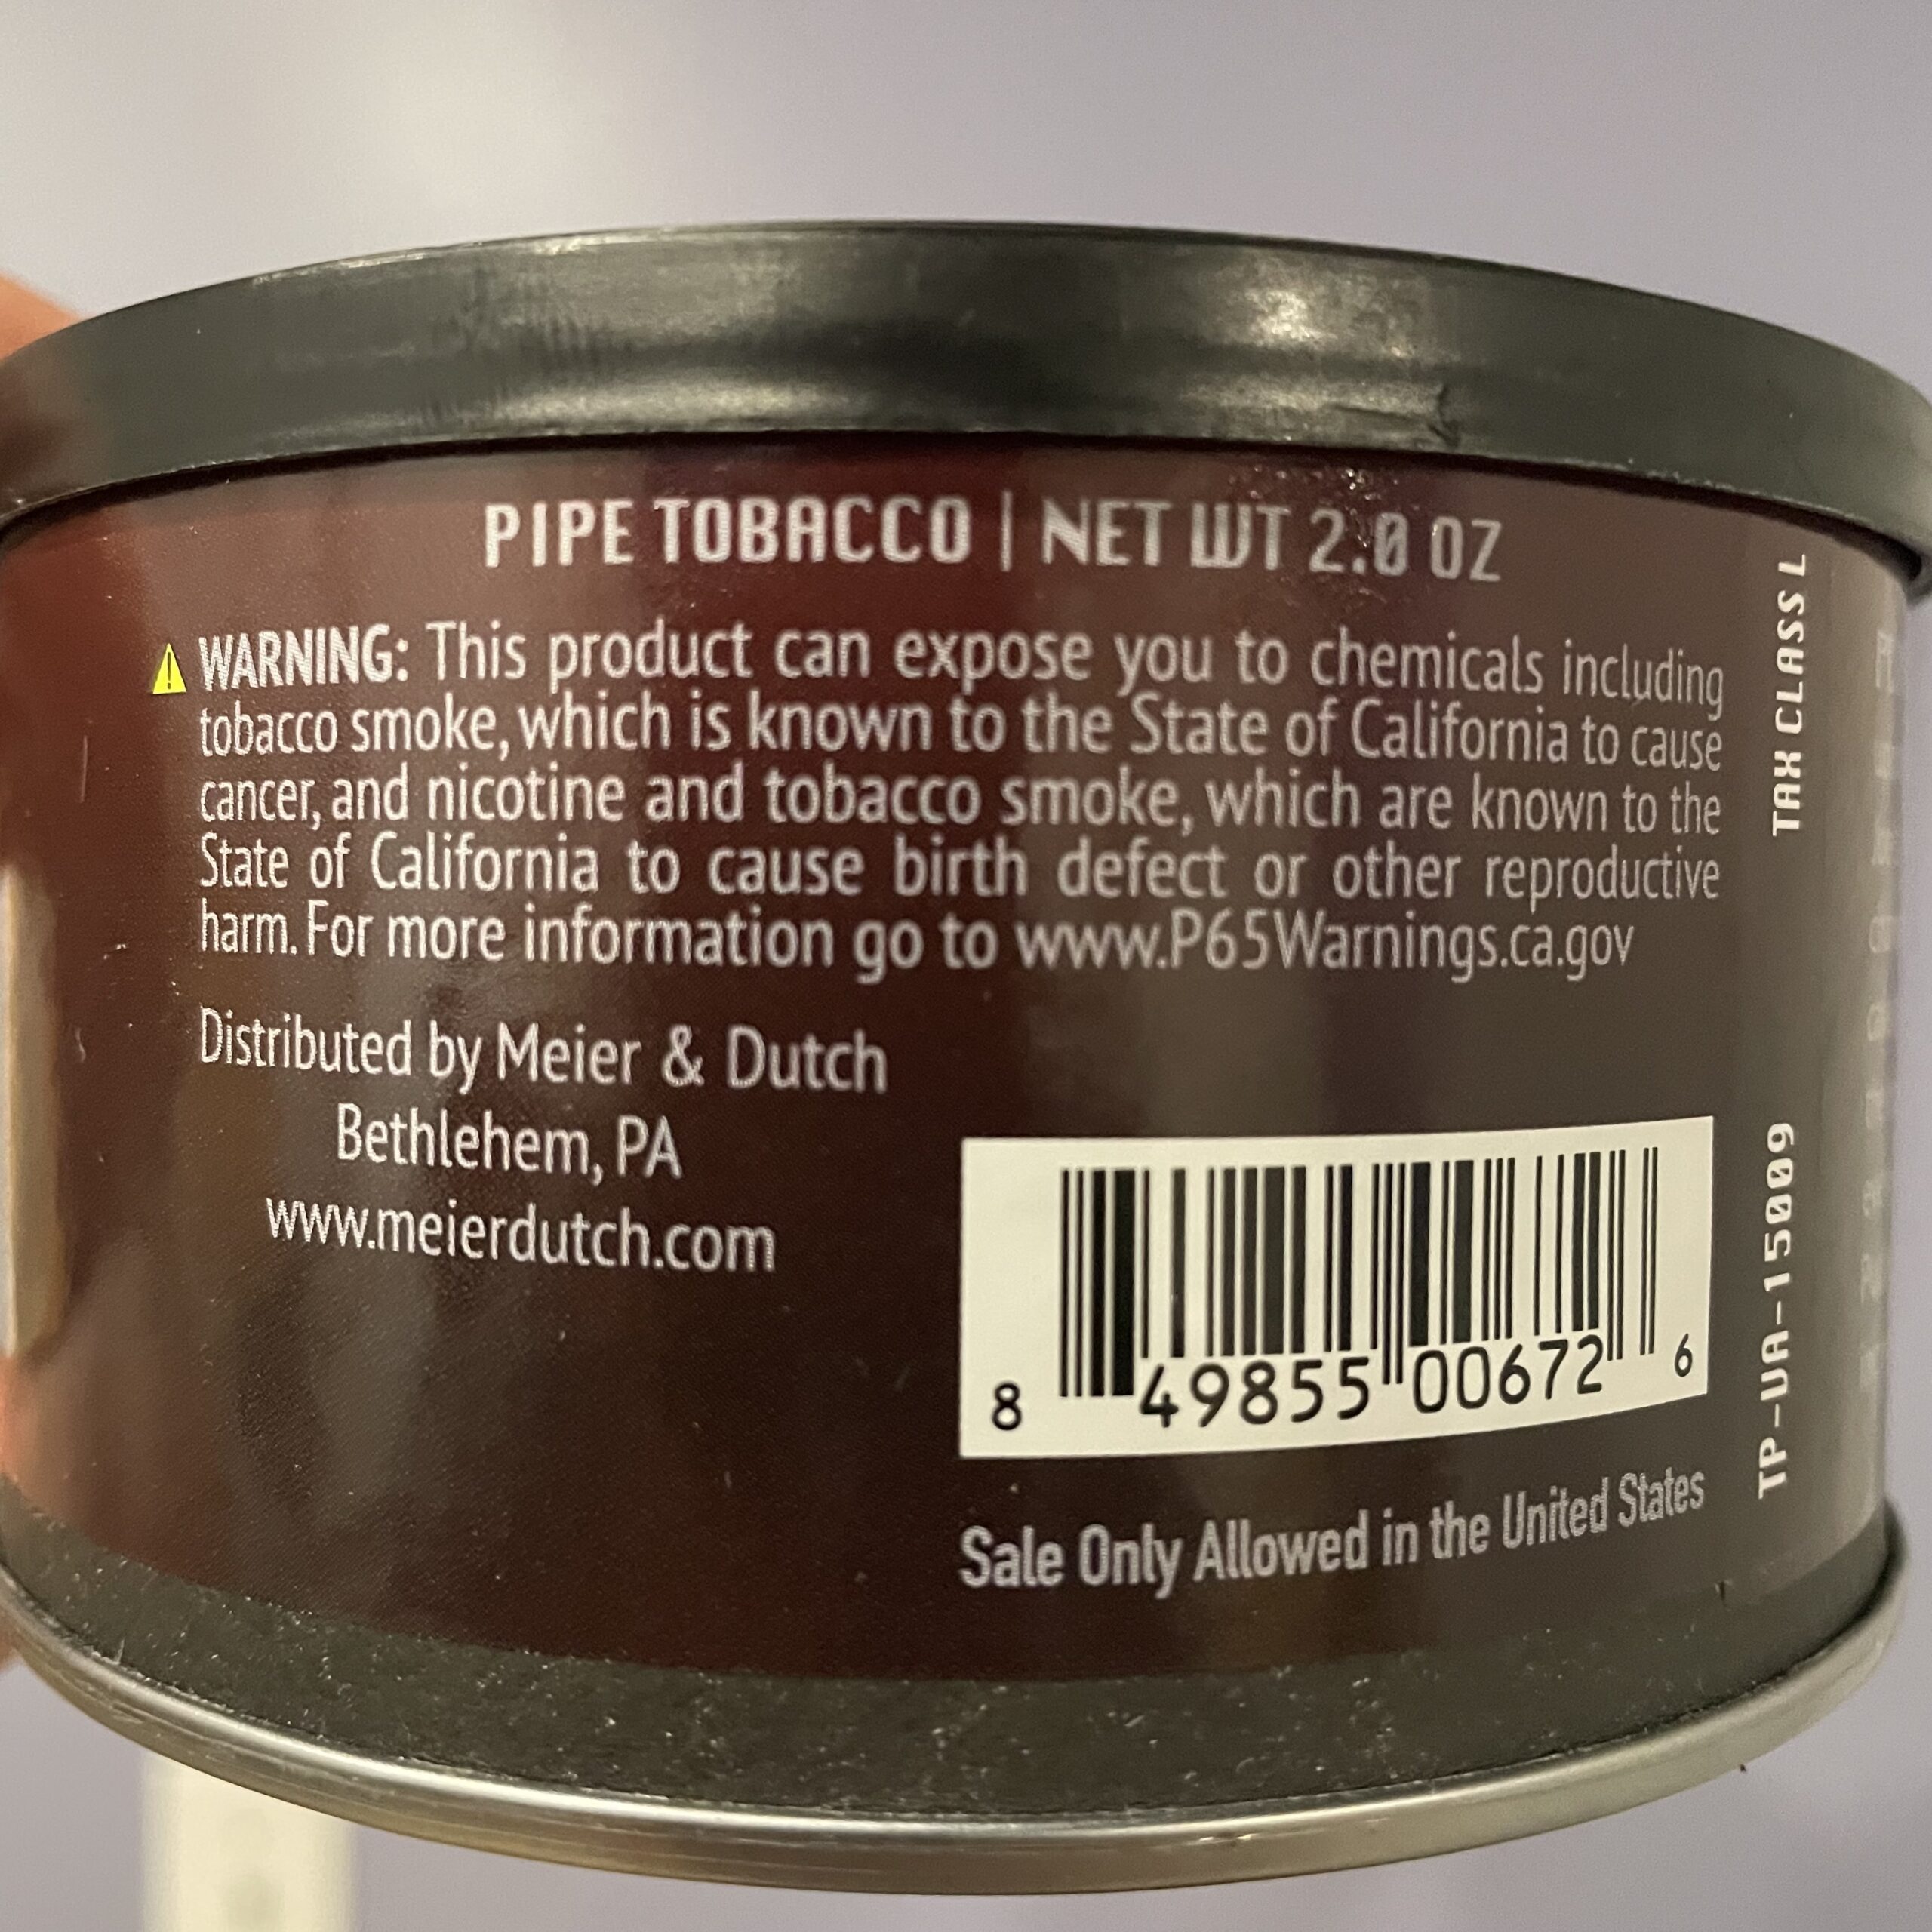 PIPE TOBACCO | NET WT 2.0 OZ
⚠ WARNING: This product can expose you to chemicals including
tobacco smoke, which is known to the State of California to cause
cancer, and nicotine and tobacco smoke, which are known to the
State of California to cause birth defect or other reproductive
harm. For more information go to www.P65Warnings.ca.gov
Distributed by Meier & Dutch
Bethlehem, PA
www.meierdutch.com
8 49855 00672 6
Sale Only Allowed in the United States
TP-VA-15009
TAX CLASS L